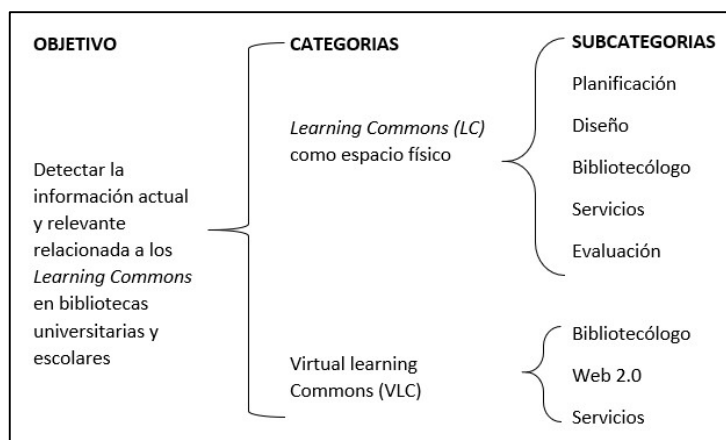 OBJETIVO
Detectar la
información actual
y relevante
relacionada a los
Learning Commons
en bibliotecas
universitarias y
escolares
CATEGORIAS
Learning Commons (LC)
como espacio físico
Virtual learning
Commons (VLC)
SUBCATEGORIAS
Planificación
Diseño
Bibliotecólogo
Servicios
Evaluación
Bibliotecólogo
Web 2.0
Servicios